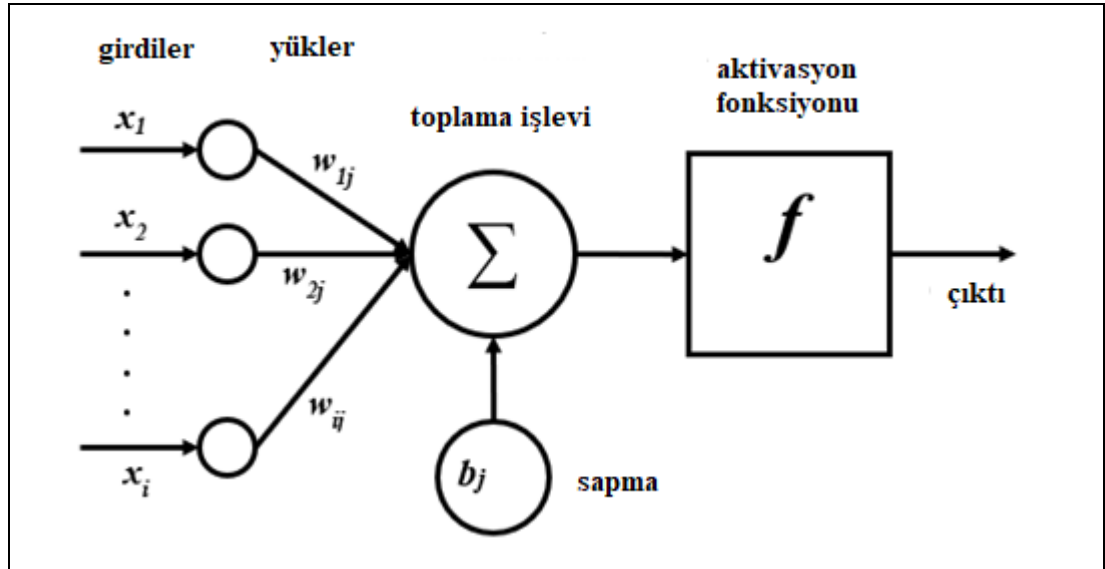 girdiler
yükler
aktivasyon
fonksiyonu
toplama işlevi
x1
w1j
x2
w2j
Σ
f
çıktı
wij
xi
bj
sapma